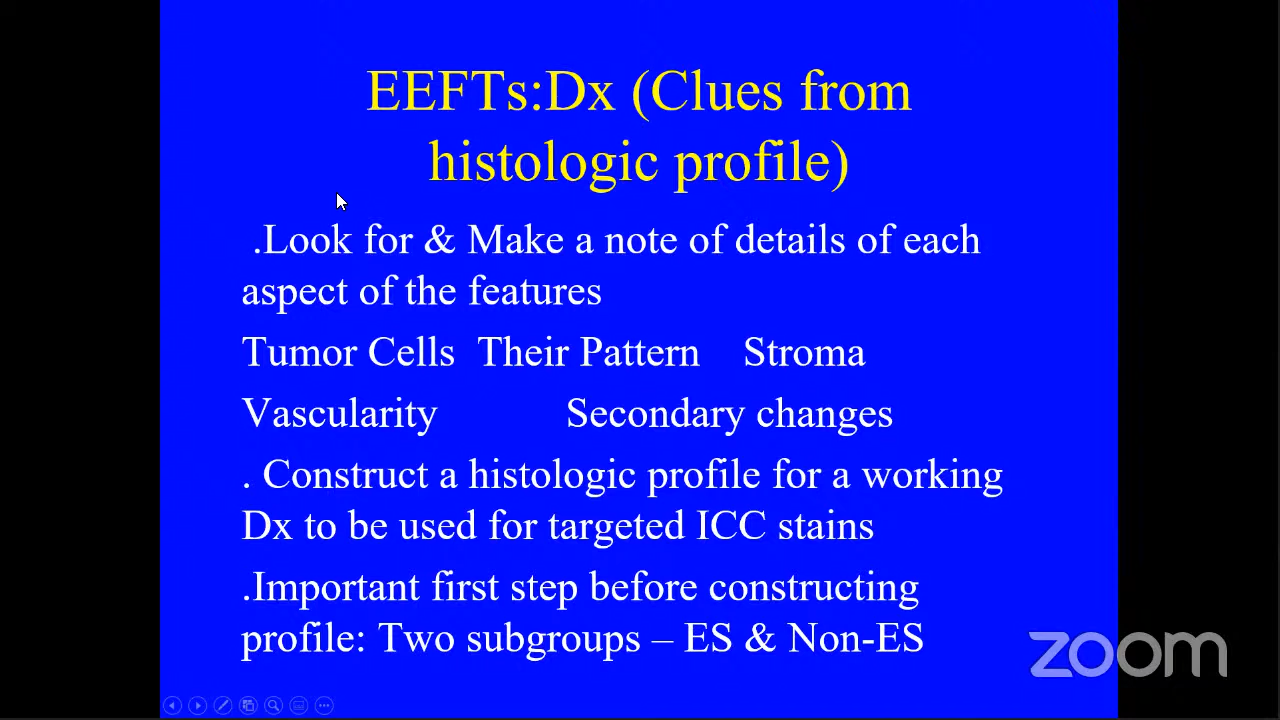 EEFTs:Dx (Clues from
histologic profile)
.Look for & Make a note of details of each
aspect of the features
Tumor Cells Their Pattern Stroma
Vascularity Secondary changes
. Construct a histologic profile for a working
Dx to be used for targeted ICC stains
.Important first step before constructing
profile: Two subgroups – ES & Non-ES
zoom